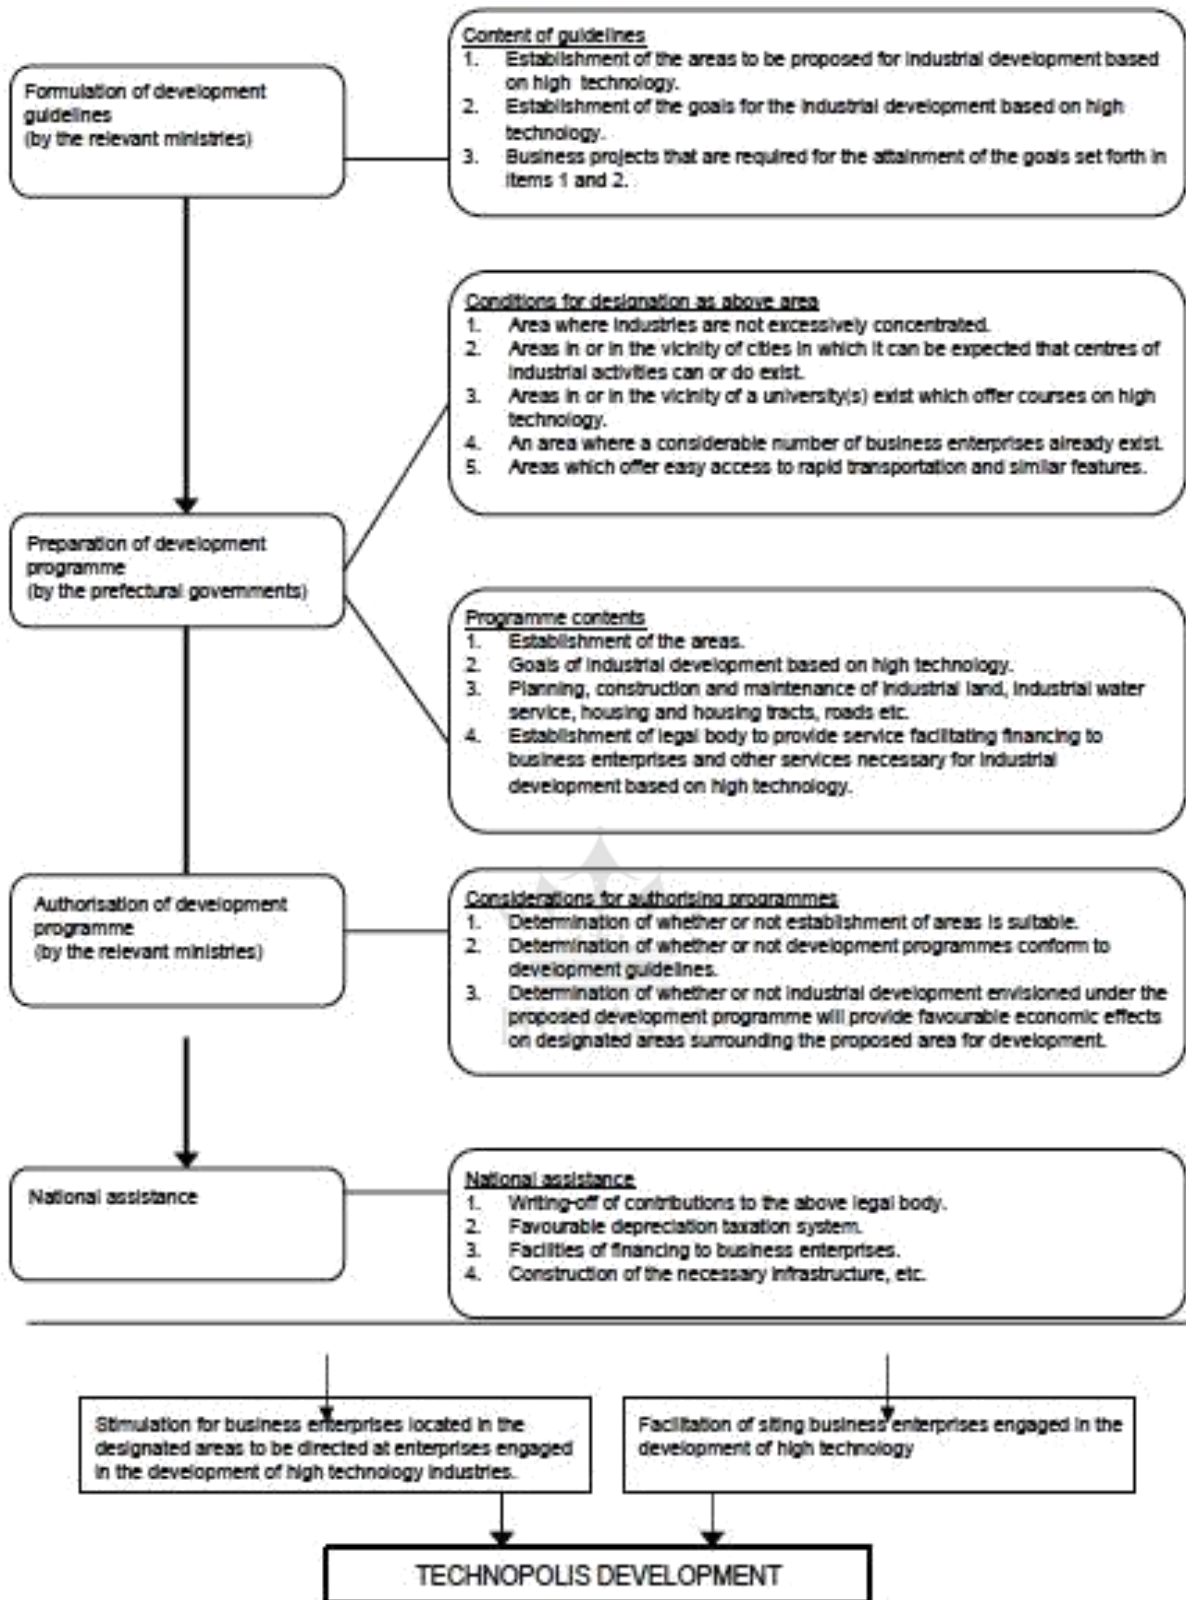 Formulation of development
guidelines
(by the relevant ministries)
Content of guidelines
1. Establishment of the areas to be proposed for industrial development based
on high technology.
2. Establishment of the goals for the industrial development based on high
technology.
3. Business projects that are required for the attainment of the goals set forth in
items 1 and 2.
Conditions for designation as above area
1. Area where industries are not excessively concentrated.
2. Areas in or in the vicinity of cities in which it can be expected that centres of
industrial activities can or do exist.
3. Areas in or in the vicinity of a university(s) exist which offer courses on high
technology.
4. An area where a considerable number of business enterprises already exist.
5. Areas which offer easy access to rapid transportation and similar features.
Preparation of development
programme
(by the prefectural governments)
Programme contents
1. Establishment of the areas.
2. Goals of industrial development based on high technology.
3. Planning, construction and maintenance of industrial land, industrial water
service, housing and housing tracts, roads etc.
4. Establishment of legal body to provide service facilitating financing to
business enterprises and other services necessary for industrial
development based on high technology.
Authorisation of development
programme
(by the relevant ministries)
Considerations for authorising programmes
1. Determination of whether or not establishment of areas is suitable.
2. Determination of whether or not development programmes conform to
development guidelines.
3. Determination of whether or not industrial development envisioned under the
proposed development programme will provide favourable economic effects
on designated areas surrounding the proposed area for development.
National assistance
National assistance
1. Writing-off of contributions to the above legal body.
2. Favourable depreciation taxation system.
3. Facilities of financing to business enterprises.
4. Construction of the necessary infrastructure, etc.
Stimulation for business enterprises located in the
designated areas to be directed at enterprises engaged
in the development of high technology industries.
Facilitation of siting business enterprises engaged in the
development of high technology
TECHNOPOLIS DEVELOPMENT